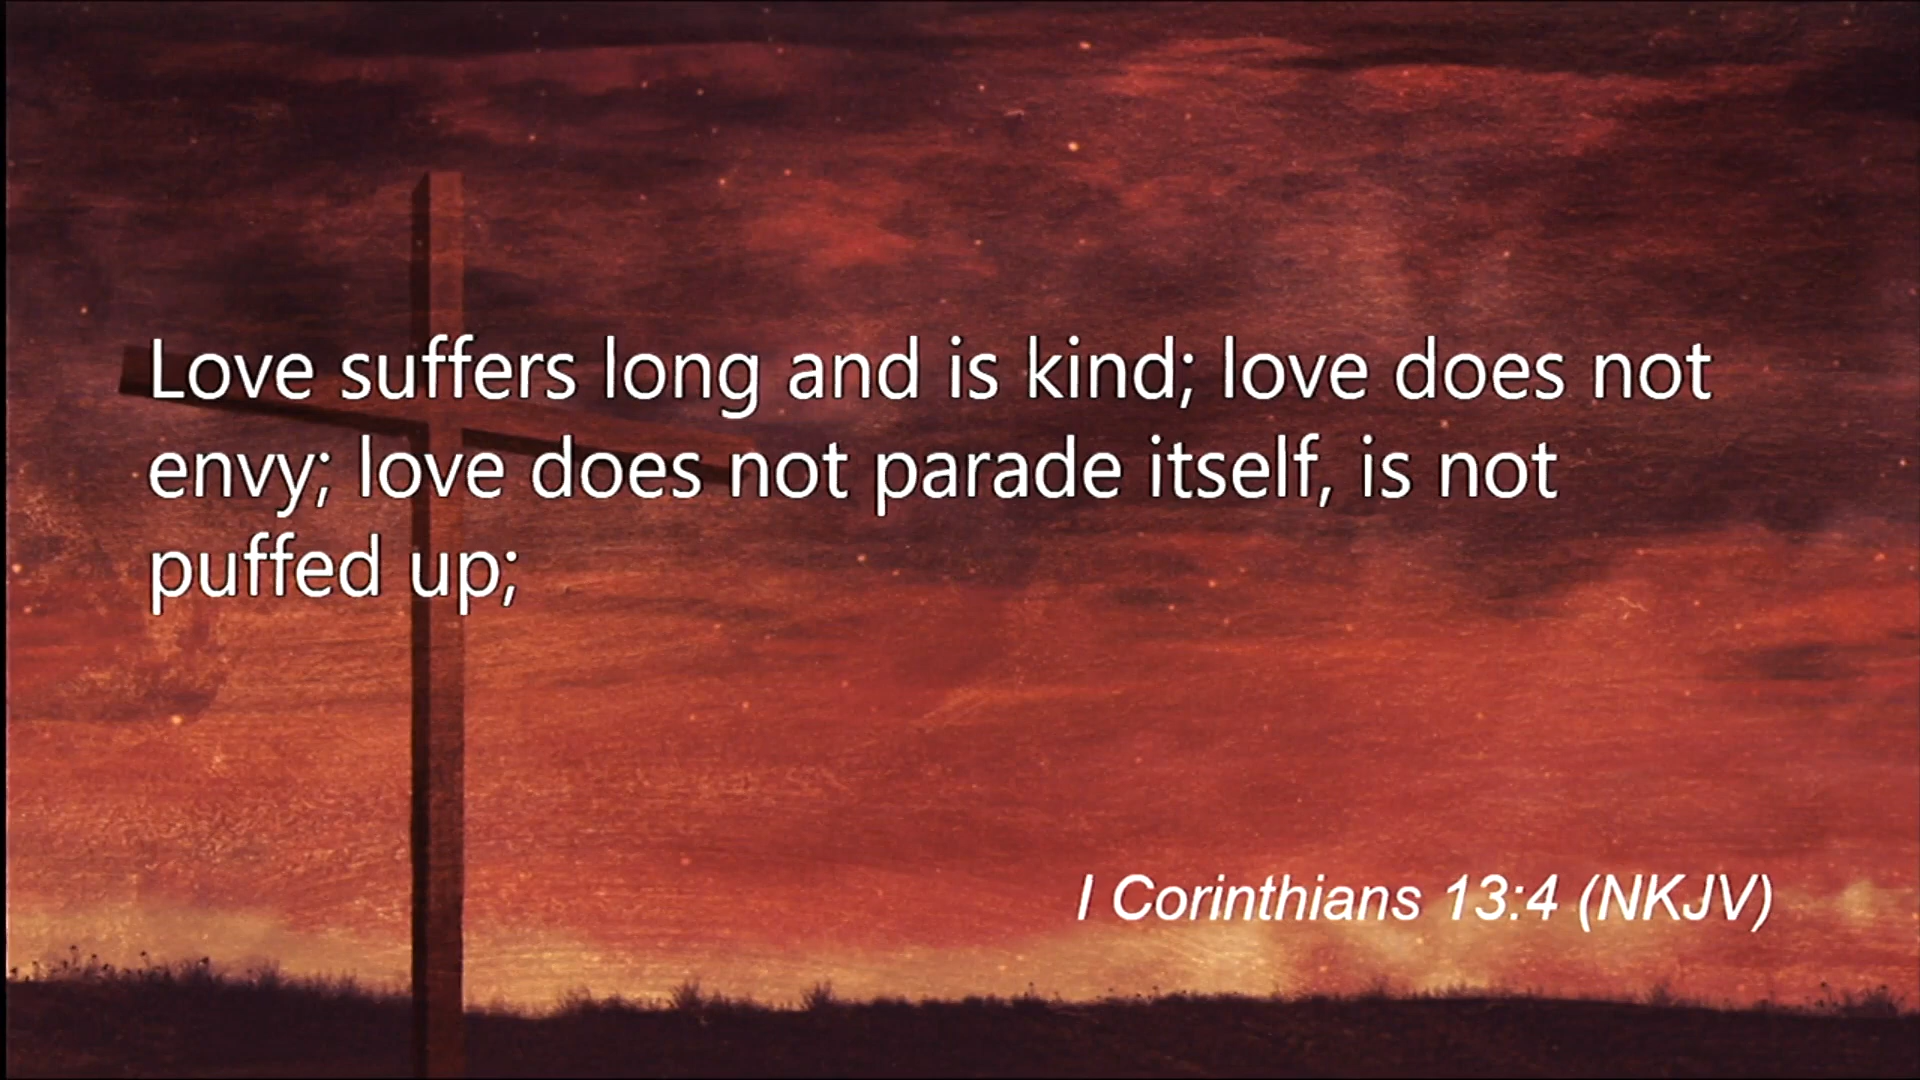 Love suffers long and is kind; love does not
envy; love does not parade itself, is not
puffed up;
I Corinthians 13:4 (NKJV)